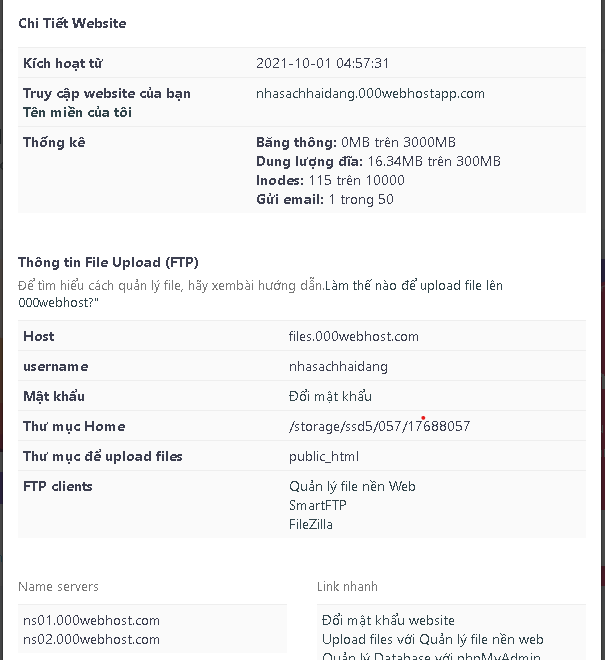 Chi Tiết Website
Kích hoạt từ 2021-10-01 04:57:31
Truy cập website của bạn nhasachhaidang.000webhostapp.com
Tên miền của tôi
Thống kê Băng thông: 0MB trên 3000MB
Dung lượng đĩa: 16.34MB trên 300MB
Inodes: 115 trên 10000
Gửi email: 1 trong 50
Thông tin File Upload (FTP)
Để tìm hiểu cách quản lý file, hãy xembài hướng dẫn.Làm thế nào để upload file lên
000webhost?"
Host files.000webhost.com
username nhasachhaidang
Mật khẩu Đổi mật khẩu
Thư mục Home /storage/ssd5/057/17688057
Thư mục để upload files public_html
FTP clients Quản lý file nền Web
SmartFTP
FileZilla
Name servers
ns01.000webhost.com
ns02.000webhost.com
Link nhanh
Đổi mật khẩu website
Upload files với Quản lý file nền web
Quản lý Database với phpMyAdmin